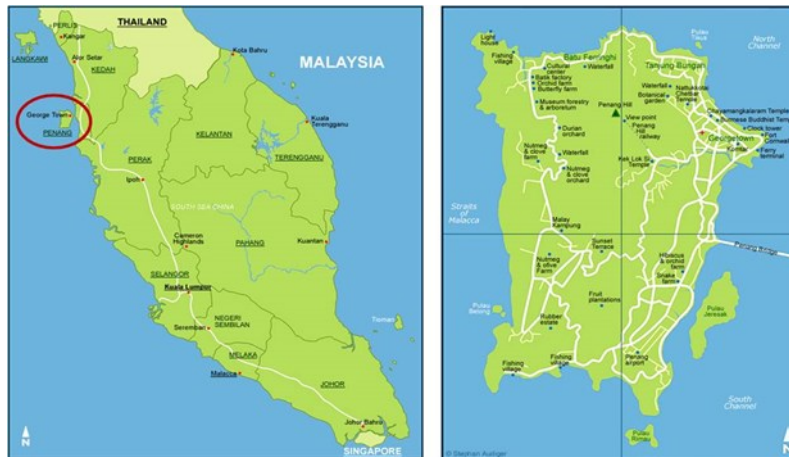 THAILAND
PERLIS
Kangar
LANGKAWI
Alor Setar
KEDAH
Kota Bahru
MALAYSIA
George Town
PENANG
Kuala
Terengganu
KELANTAN
PERAK
TERENGGANU
Ipoh
SOUTH SEA CHINA
PAHANG
Cameron
Highlands
Kuantan
SELANGOR
Kuala Lumpur
NEGERI
SEMBILAN
Seremban
Tioman
MELAKA
Malacca
JOHOR
Johor Bahru
SINGAPORE
N
Light
house
Fishing
village
Pulau
Tikus
North
Channel
Batu Ferringhi
Tanjung Bungah
Cultural
center
Waterfall
Batik factory
Orchid farm
Butterfly farm
Waterfall
Botanical
garden
Nattukkotai
Chettiar
Temple
Museum forestry
& arboretum
Penang Hill
View point
Penang
Hill
railway
Chayamangkalaram Temple
Burmese Buddhist Temple
Clock tower
Fort
Cornwallis
Georgetown
Komtar
Ferry
terminal
Durian
orchard
Nutmeg
& clove
farm
Waterfall
Nutmeg
& clove
orchard
Kek Lok Si
Temple
Straits
of
Malacca
Malay
Kampung
Sunset
Terrace
Penang Bridge
Nutmeg
& olive
Farm
Hibiscus
& orchid
farm
Snake
farm
Fruit
plantations
Pulau
Betong
Pulau
Jerejak
Rubber
estate
Fishing
village
Fishing
village
Penang
airport
South
Channel
Pulau
Rimau
© Stephan Audiger
N